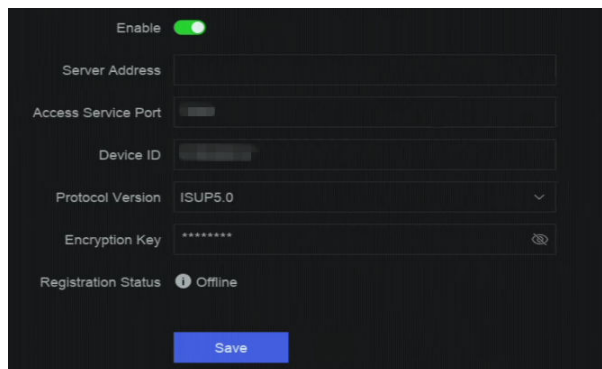 Enable
Server Address
Access Service Port
Device ID
Protocol Version ISUP5.0
Encryption Key ********
Registration Status Offline
Save